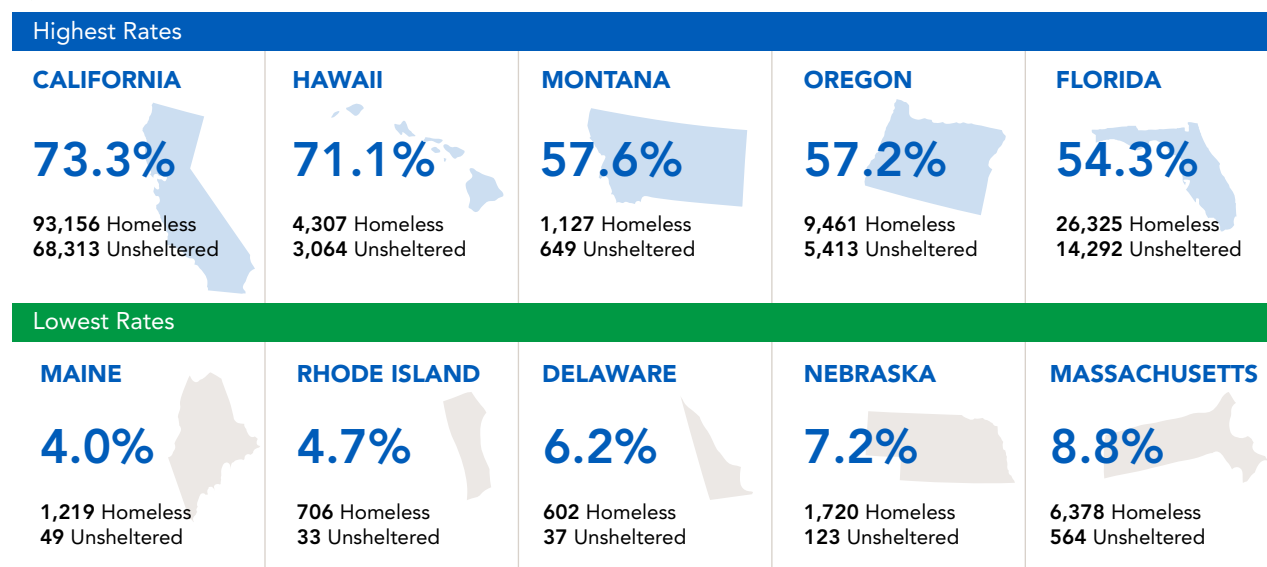 Highest Rates
CALIFORNIA
73.3%
93,156 Homeless
68,313 Unsheltered
HAWAII
71.1%
4,307 Homeless
3,064 Unsheltered
MONTANA
57.6%
1,127 Homeless
649 Unsheltered
OREGON
57.2%
9,461 Homeless
5,413 Unsheltered
FLORIDA
54.3%
26,325 Homeless
14,292 Unsheltered
Lowest Rates
MAINE
4.0%
1,219 Homeless
49 Unsheltered
RHODE ISLAND
4.7%
706 Homeless
33 Unsheltered
DELAWARE
6.2%
602 Homeless
37 Unsheltered
NEBRASKA
7.2%
1,720 Homeless
123 Unsheltered
MASSACHUSETTS
8.8%
6,378 Homeless
564 Unsheltered